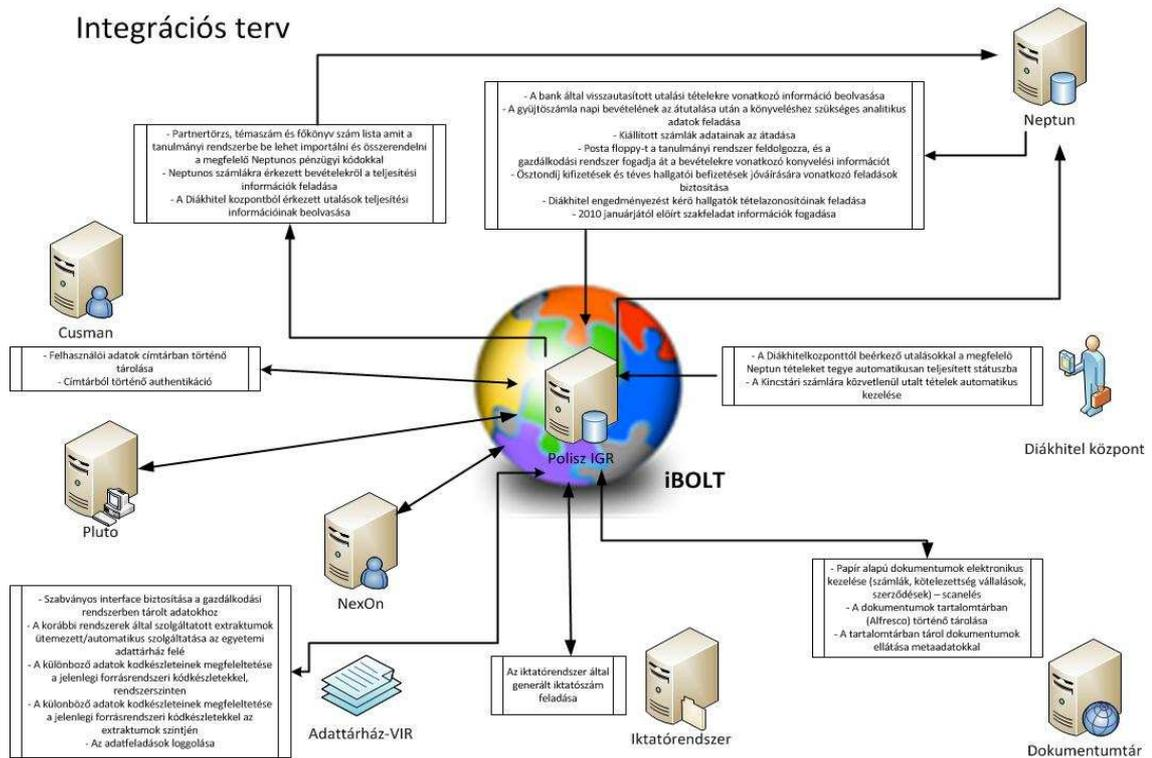 Integrációs terv
- Partnertörzs, témaszám és főkönyv szám lista amit a
tanulmányi rendszerbe be lehet importálni és összerendelni
a megfelelő Neptunos pénzügyi kódokkal
- Neptunos számlákra érkezett bevételekről a teljesítési
információk feladása
- A Diákhitel központból érkezett utalások teljesítési
információinak beolvasása
- A bank által visszautasított utalási tételekre vonatkozó információ beolvasása
- A gyüjtöszámla napi bevételének az átutalása után a könyveléshez szükséges analitikus
adatok feladása
- Kiállított számlák adatainak az átadása
- Posta floppy-t a tanulmányi rendszer feldolgozza, és a
gazdálkodási rendszer fogadja át a bevételekre vonatkozó konyvelési információt
- Ösztondíj kifizetések és téves hallgatói befizetések jóváírására vonatkozó feladások
biztosítása
- Diákhitel engedményezést kérő hallgatók tételazonosítóinak feladása
- 2010 januárjától előírt szakfeladat információk fogadása
Neptun
Cusman
- Felhasználói adatok címtárban történő
tárolása
- Címtárból történő authentikáció
- A Diákhitelközponttól beérkező utalásokkal a megfelelö
Neptun tételeket tegye automatikusan teljesített státuszba
- A Kincstári számlára közvetlenül utalt tételek automatikus
kezelése
Diákhitel központ
Polisz IGR
iBOLT
Pluto
NexOn
- Szabványos interface biztosítása a gazdálkodási
rendszerben tárolt adatokhoz
- A korábbi rendszerek által szolgáltatott extraktumok
ütemezett/automatikus szolgáltatása az egyetemi
adattárház felé
- A különböző adatok kodkészleteinek megfeleltetése
a jelenlegi forrásrendszeri kódkészletekkel,
rendszerszinten
- A különböző adatok kodkészleteinek megfeleltetése
a jelenlegi forrásrendszeri kódkészletekkel az
extraktumok szintjén
- Az adatfeladások loggolása
Adattárház-VIR
Az iktatórendszer által
generált iktatószám
feladása
Iktatórendszer
- Papír alapú dokumentumok elektronikus
kezelése (számlák, kötelezettség vállalások,
szerződések) – scanelés
- A dokumentumok tartalomtárban
(Alfresco) történő tárolása
- A tartalomtárban tárol dokumentumok
ellátása metaadatokkal
Dokumentumtár